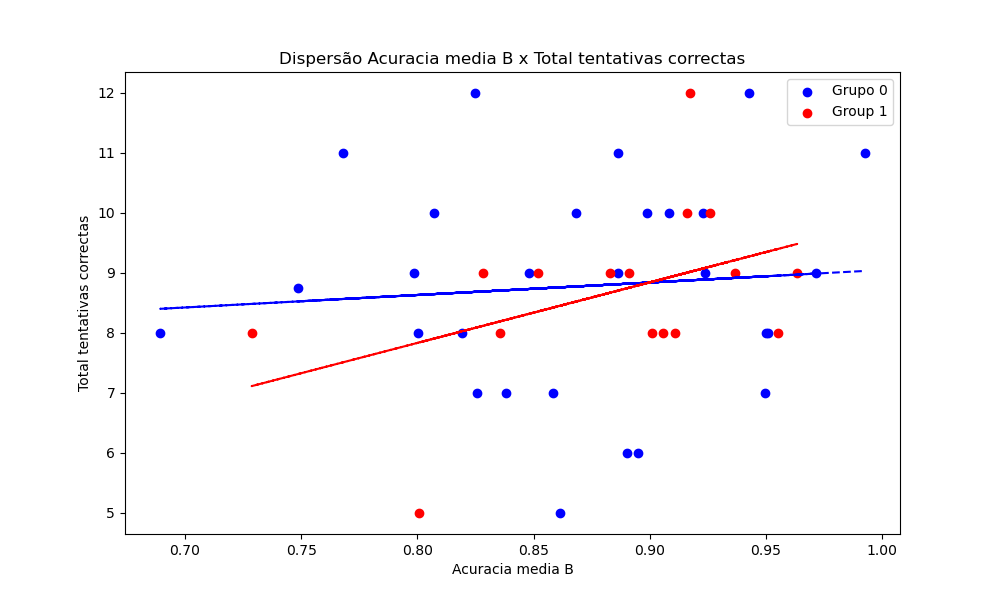 Dispersão Acuracia media B x Total tentativas correctas
Grupo 0
Group 1
Total tentativas correctas
12
11
10
9
8
7
6
5
0.70 0.75 0.80 0.85 0.90 0.95 1.00
Acuracia media B